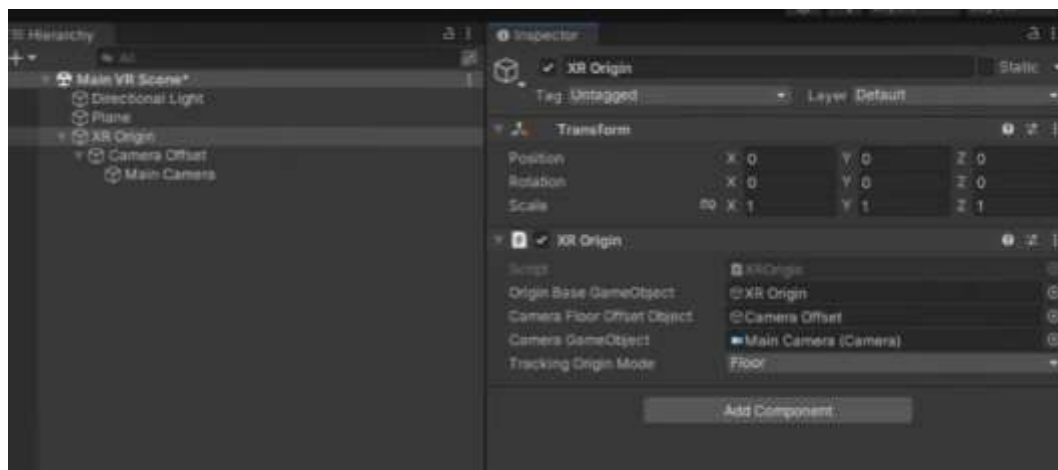 Hierarchy
All
Main VR Scene*
Directional Light
Plane
XR Origin
Camera Offset
Main Camera
Inspector
XR Origin
Static
Tag Untagged Layer Default
Transform
Position X 0 Y 0 Z 0
Rotation X 0 Y 0 Z 0
Scale X 1 Y 1 Z 1
XR Origin
Script XROrigin
Origin Base GameObject XR Origin
Camera Floor Offset Object Camera Offset
Camera GameObject Main Camera (Camera)
Tracking Origin Mode Floor
Add Component